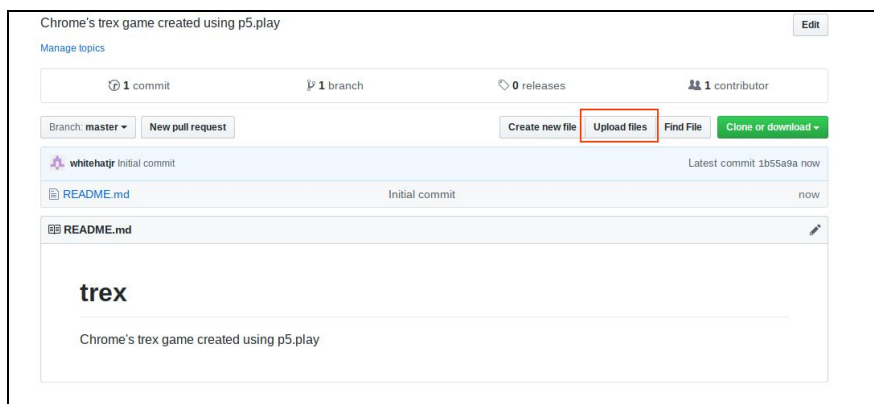 Chrome's trex game created using p5.play
Edit
Manage topics
1 commit
1 branch
0 releases
1 contributor
Branch: master
New pull request
Create new file
Upload files
Find File
Clone or download
whitehatjr Initial commit
Latest commit 1b55a9a now
README.md
Initial commit
now
README.md
trex
Chrome's trex game created using p5.play